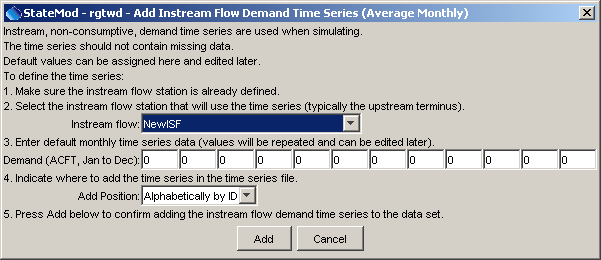 StateMod - rgtwd - Add Instream Flow Demand Time Series (Average Monthly)
Instream, non-consumptive, demand time series are used when simulating.
The time series should not contain missing data.
Default values can be assigned here and edited later.
To define the time series:
1. Make sure the instream flow station is already defined.
2. Select the instream flow station that will use the time series (typically the upstream terminus).
Instream flow: NewISF
3. Enter default monthly time series data (values will be repeated and can be edited later).
Demand (ACFT, Jan to Dec): 0 0 0 0 0 0 0 0 0 0 0 0
4. Indicate where to add the time series in the time series file.
Add Position: Alphabetically by ID
5. Press Add below to confirm adding the instream flow demand time series to the data set.
Add Cancel